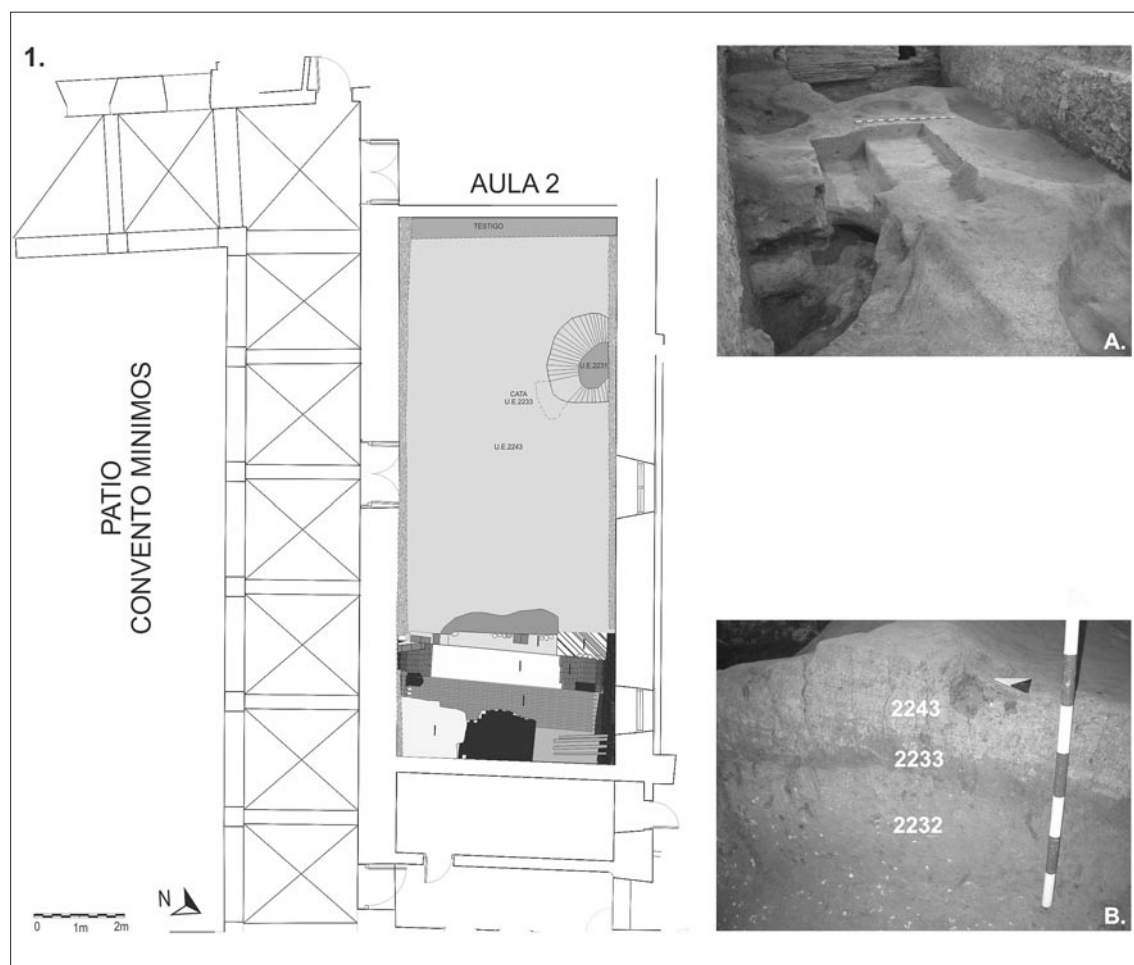 1.
AULA 2
TESTIGO
U.E.2231
CATA
U.E.2233
U.E.2243
PATIO
CONVENTO MINIMOS
N
0 1m 2m
A.
2243
2233
2232
B.